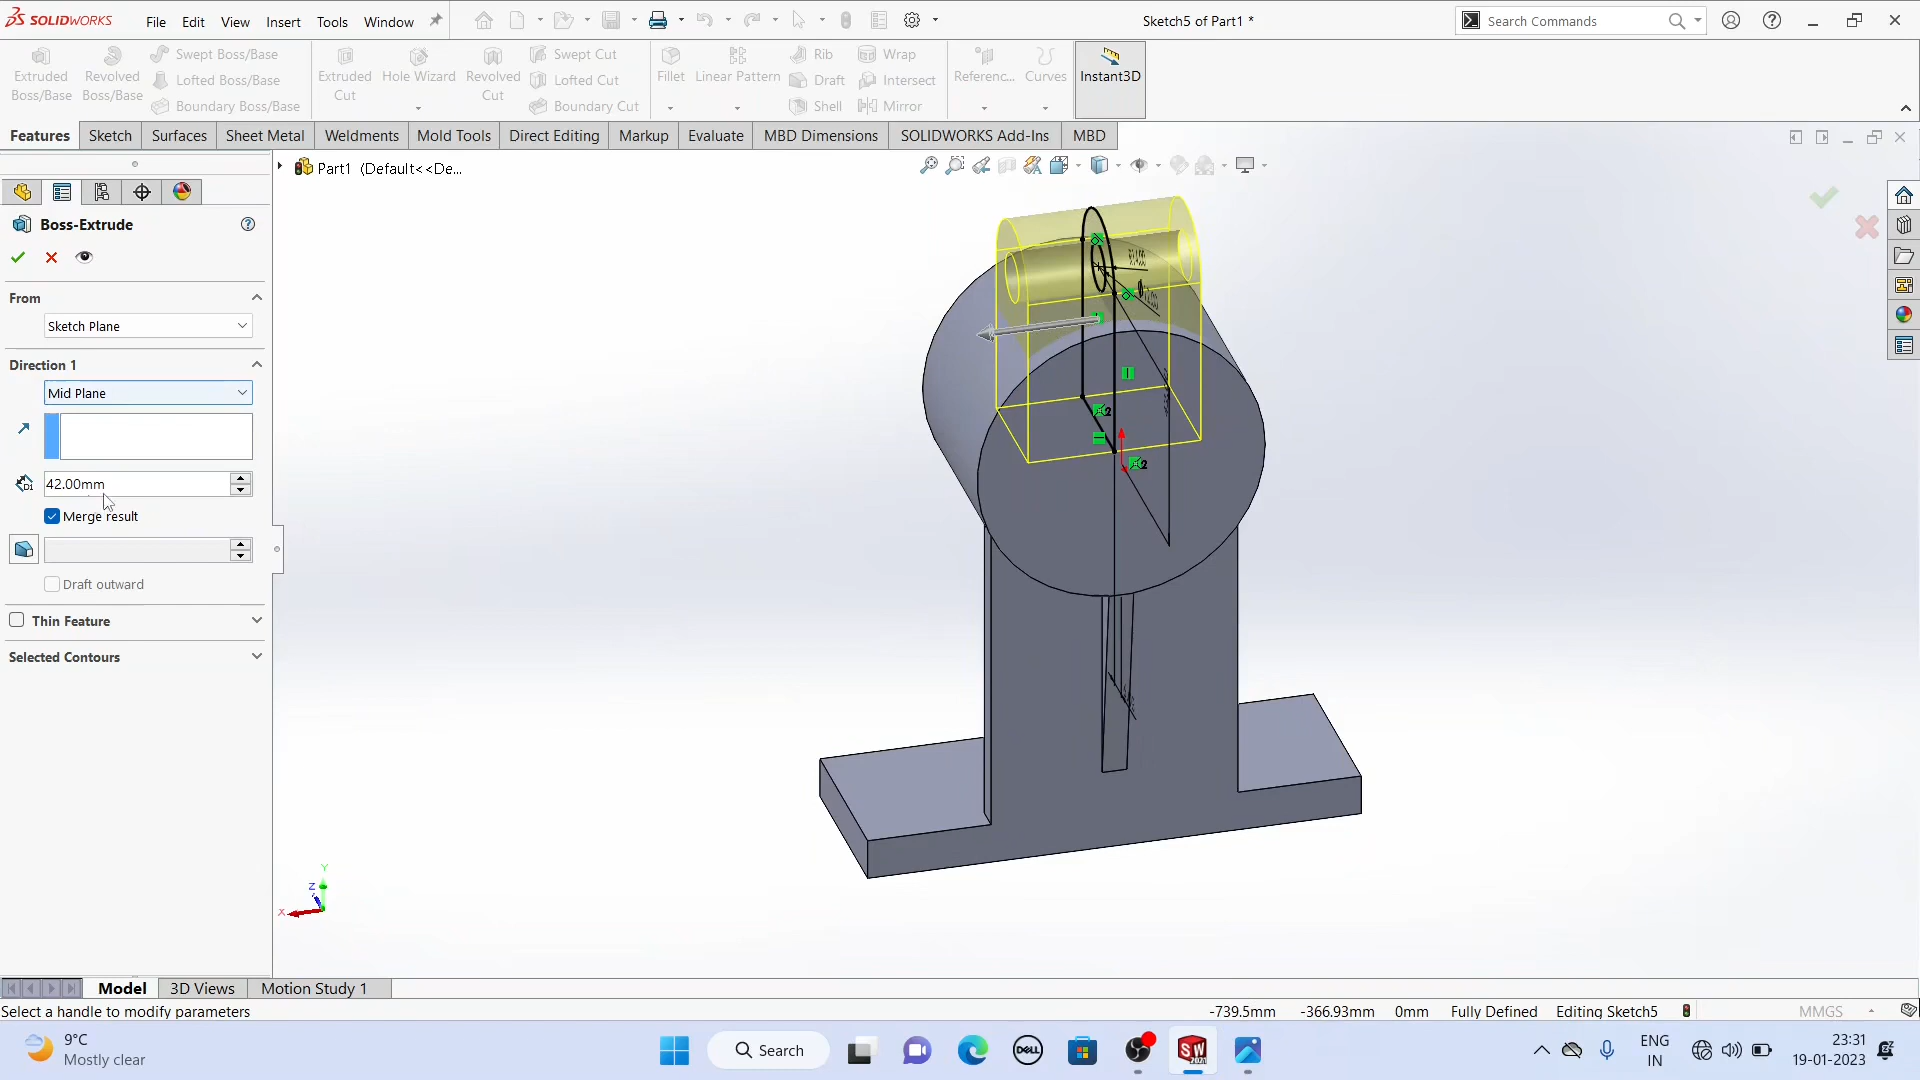 SOLIDWORKS File Edit View Insert Tools Window Sketch5 of Part1 * Search Commands
Extruded Boss/Base Revolved Boss/Base Swept Boss/Base Lofted Boss/Base Boundary Boss/Base
Extruded Cut Hole Wizard Revolved Cut Swept Cut Lofted Cut Boundary Cut
Fillet Linear Pattern Rib Draft Shell Wrap Intersect Mirror
Referenc... Curves Instant3D
Features Sketch Surfaces Sheet Metal Weldments Mold Tools Direct Editing Markup Evaluate MBD Dimensions SOLIDWORKS Add-Ins MBD
Part1 (Default<<De...
Boss-Extrude
From
Sketch Plane
Direction 1
Mid Plane
D1
42.00mm
Merge result
Draft outward
Thin Feature
Selected Contours
2
2
Y
Z
X
Model 3D Views Motion Study 1
Select a handle to modify parameters -739.5mm -366.93mm 0mm Fully Defined Editing Sketch5 MMGS
9°C
Mostly clear
Search
DELL
SW
2021
ENG
IN
23:31
19-01-2023